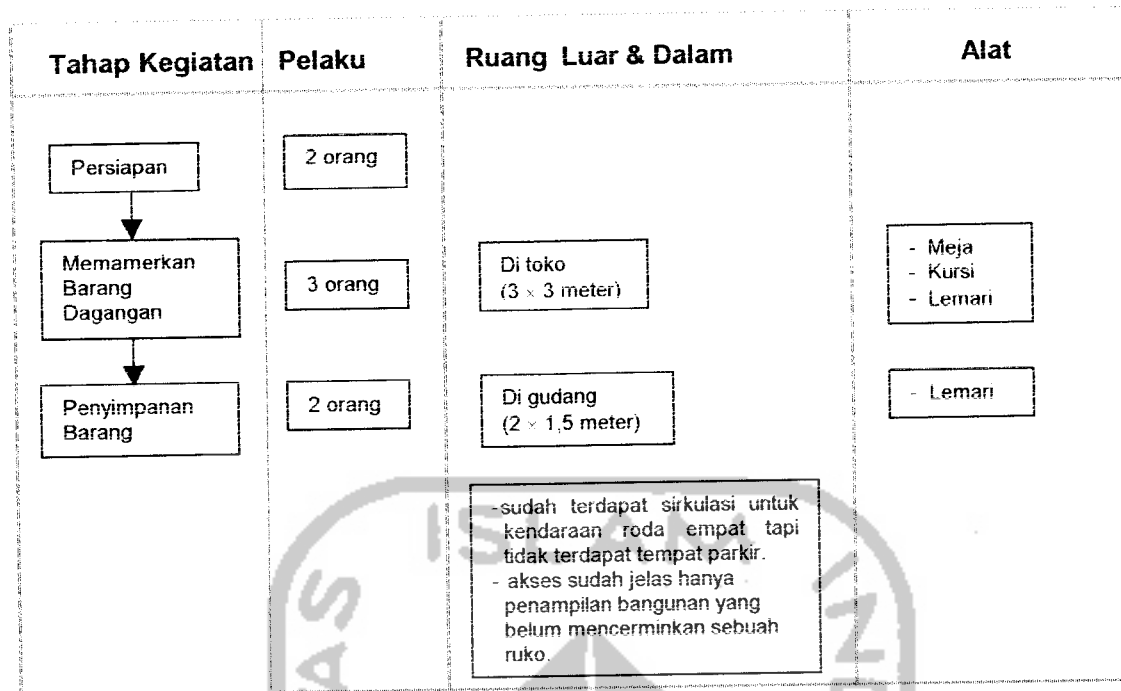 Tahap Kegiatan Pelaku Ruang Luar & Dalam Alat
Persiapan
2 orang
Memamerkan
Barang
Dagangan
3 orang
Di toko
(3 × 3 meter)
- Meja
- Kursi
- Lemari
Penyimpanan
Barang
2 orang
Di gudang
(2 × 1,5 meter)
- Lemari
-sudah terdapat sirkulasi untuk
kendaraan roda empat tapi
tidak terdapat tempat parkir.
- akses sudah jelas hanya
penampilan bangunan yang
belum mencerminkan sebuah
ruko.
ISLAM